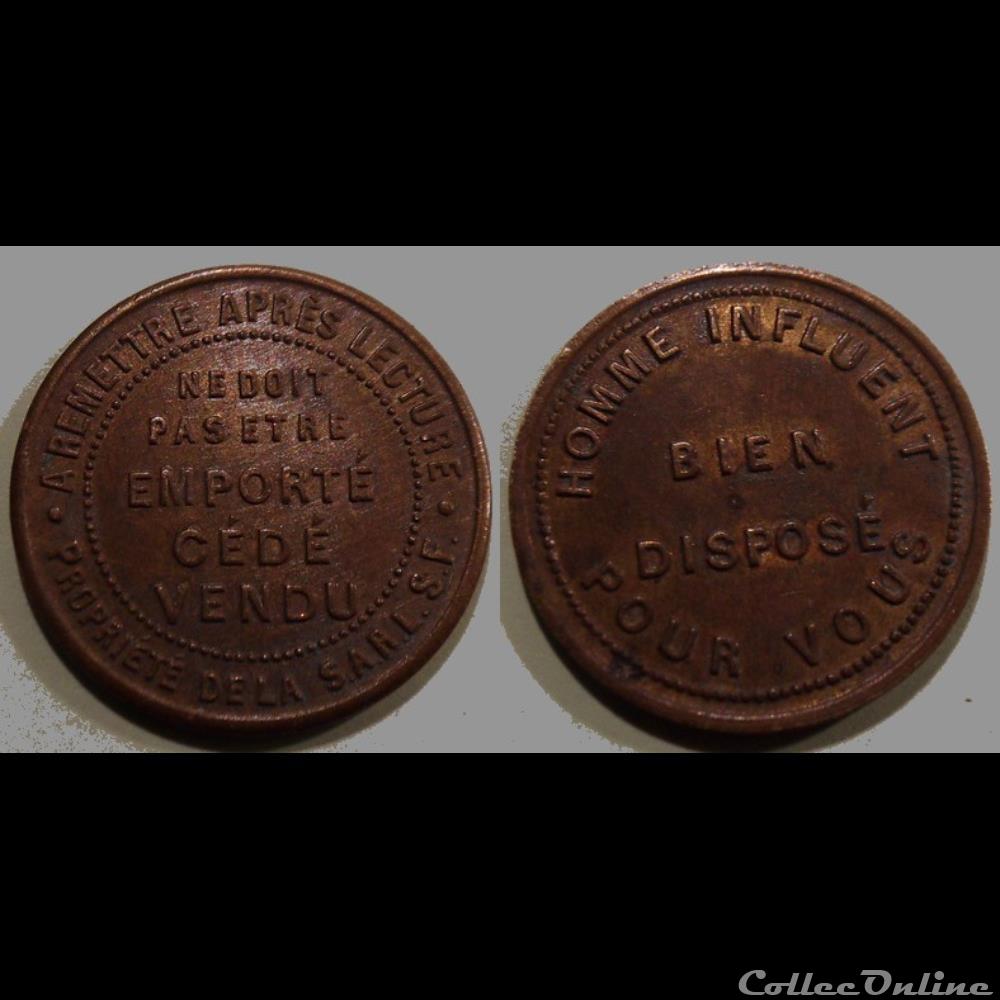 A REMETTRE APRÈS LECTURE
NE DOIT
PAS ETRE
EMPORTÉ
CÉDÉ
VENDU
PROPRIÉTÉ DE LA S.A.R.L. S.F.
HOMME INFLUENT
BIEN
DISPOSÉ
POUR VOUS
CollecOnline